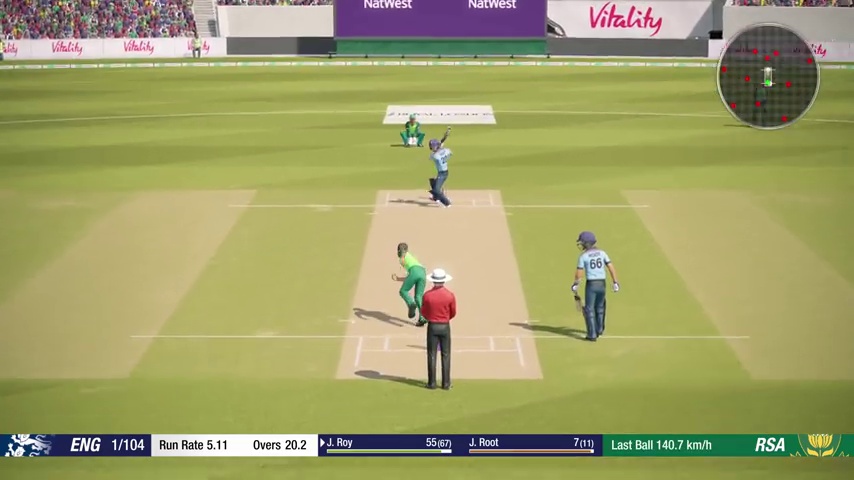 NatWest NatWest
Vitality
Vitality Vitality
66
ENG 1/104 Run Rate 5.11 Overs 20.2 J. Roy 55(67) J. Root 7(11) Last Ball 140.7 km/h RSA